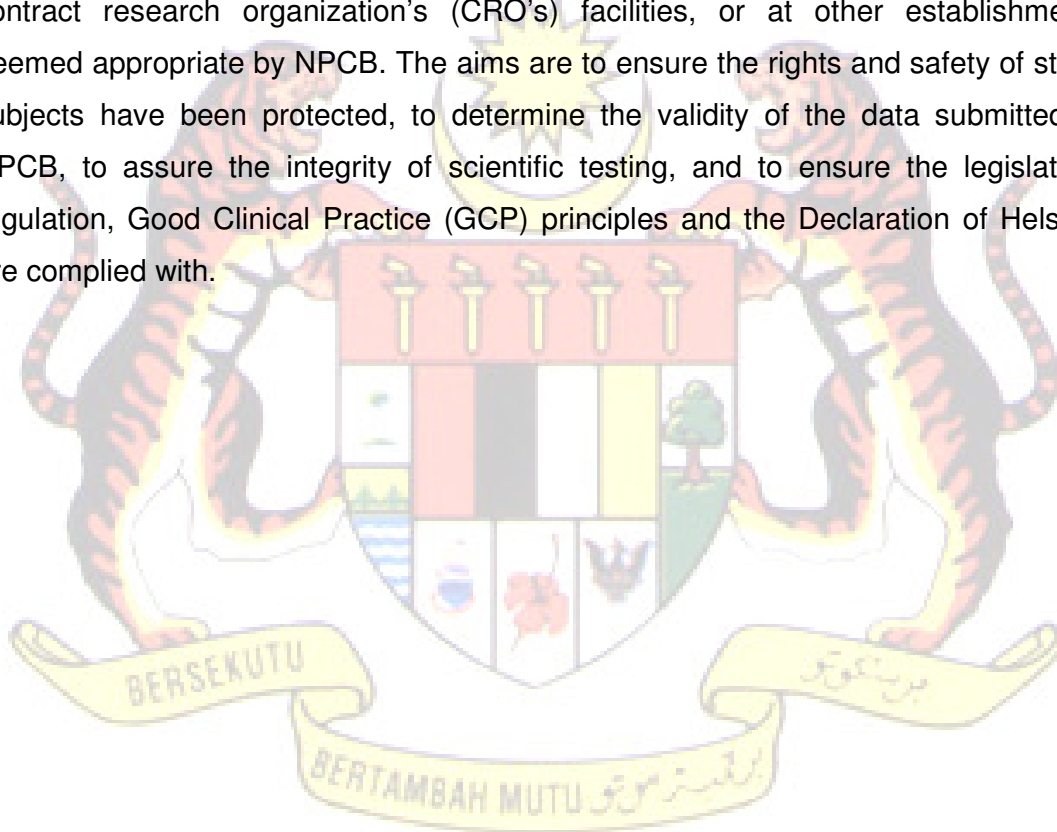 ontract research organization's (CRO's) facilities, or at other establishme
eemed appropriate by NPCB. The aims are to ensure the rights and safety of st
ubjects have been protected, to determine the validity of the data submitted
PCB, to assure the integrity of scientific testing, and to ensure the legislat
gulation, Good Clinical Practice (GCP) principles and the Declaration of Hels
re complied with.
BERSEKUTU
BERTAMBAH MUTU